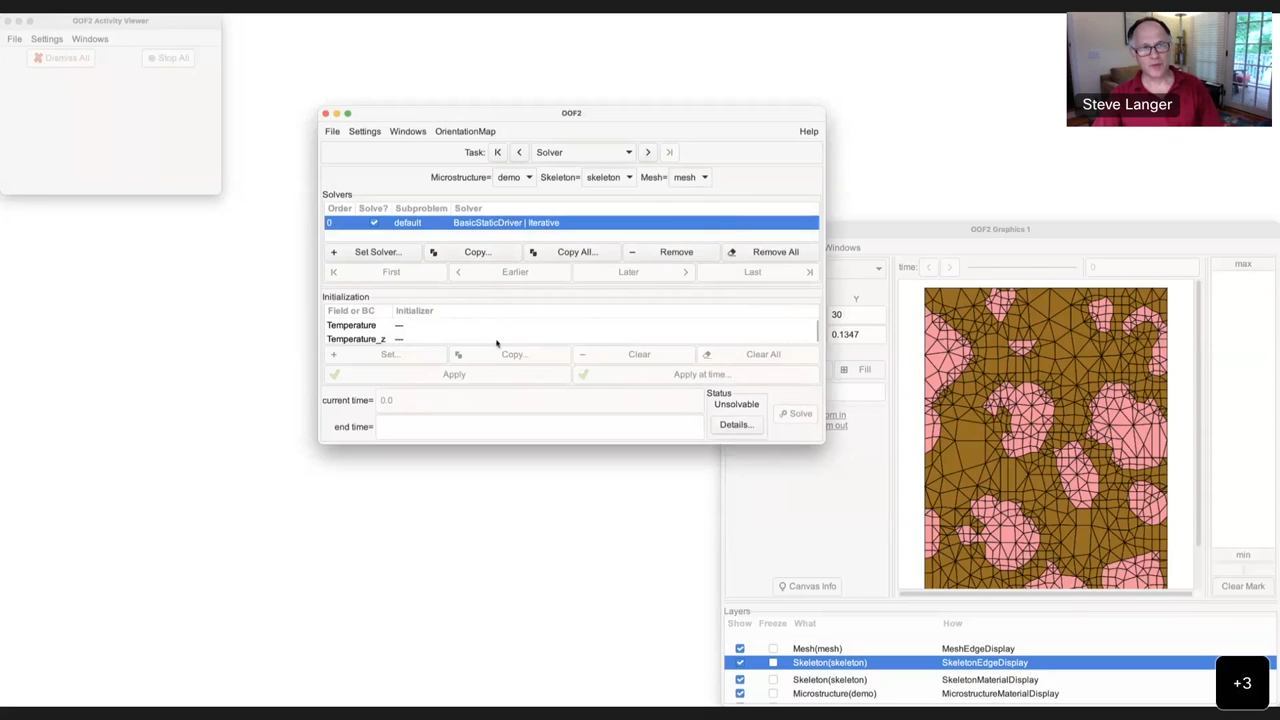 OOF2 Activity Viewer
File Settings Windows
Dismiss All Stop All
Steve Langer
OOF2
File Settings Windows OrientationMap Help
Task: Solver
Microstructure= demo Skeleton= skeleton Mesh= mesh
Solvers
Order Solve? Subproblem Solver
0 default BasicStaticDriver | Iterative
+ Set Solver... Copy... Copy All... − Remove Remove All
First Earlier Later Last
Initialization
Field or BC Initializer
Temperature ---
Temperature_z ---
+ Set... Copy... − Clear Clear All
Apply Apply at time...
current time= 0.0
end time=
Status
Unsolvable
Solve
Details...
OOF2 Graphics 1
Windows
time: 0
max
Y
30
0.1347
Fill
om in
m out
min
Canvas Info
Clear Mark
Layers
Show Freeze What How
Mesh(mesh) MeshEdgeDisplay
Skeleton(skeleton) SkeletonEdgeDisplay
Skeleton(skeleton) SkeletonMaterialDisplay
Microstructure(demo) MicrostructureMaterialDisplay
+3